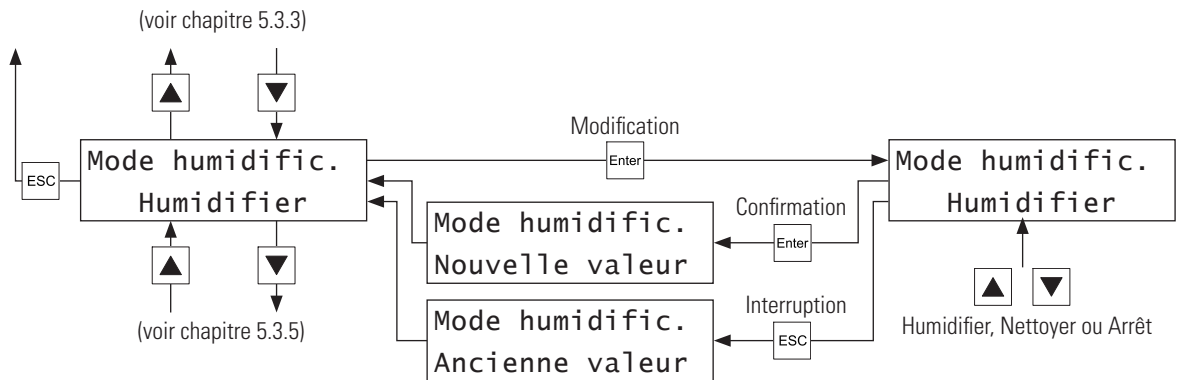 (voir chapitre 5.3.3)
Modification
Enter
Mode humidific.
Humidifier
ESC
Mode humidific.
Humidifier
Mode humidific.
Nouvelle valeur
Confirmation
Enter
Mode humidific.
Ancienne valeur
Interruption
ESC
(voir chapitre 5.3.5)
Humidifier, Nettoyer ou Arrêt